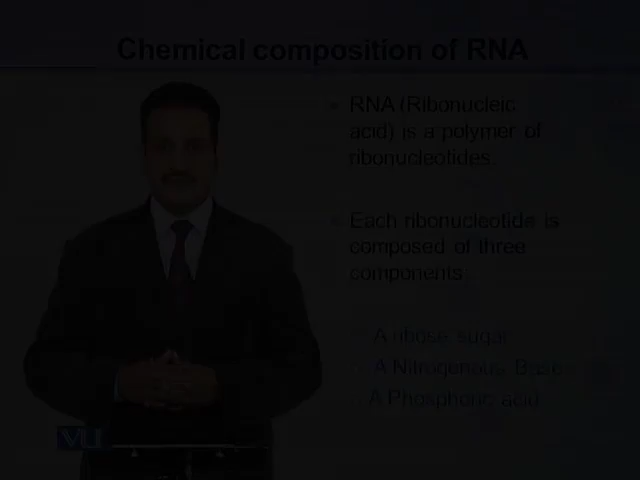 Chemical composition of RNA
RNA (Ribonucleic
acid) is a polymer of
ribonucleotides.
Each ribonucleotide is
composed of three
components:
A ribose sugar
A Nitrogenous Base
A Phosphoric acid
VU